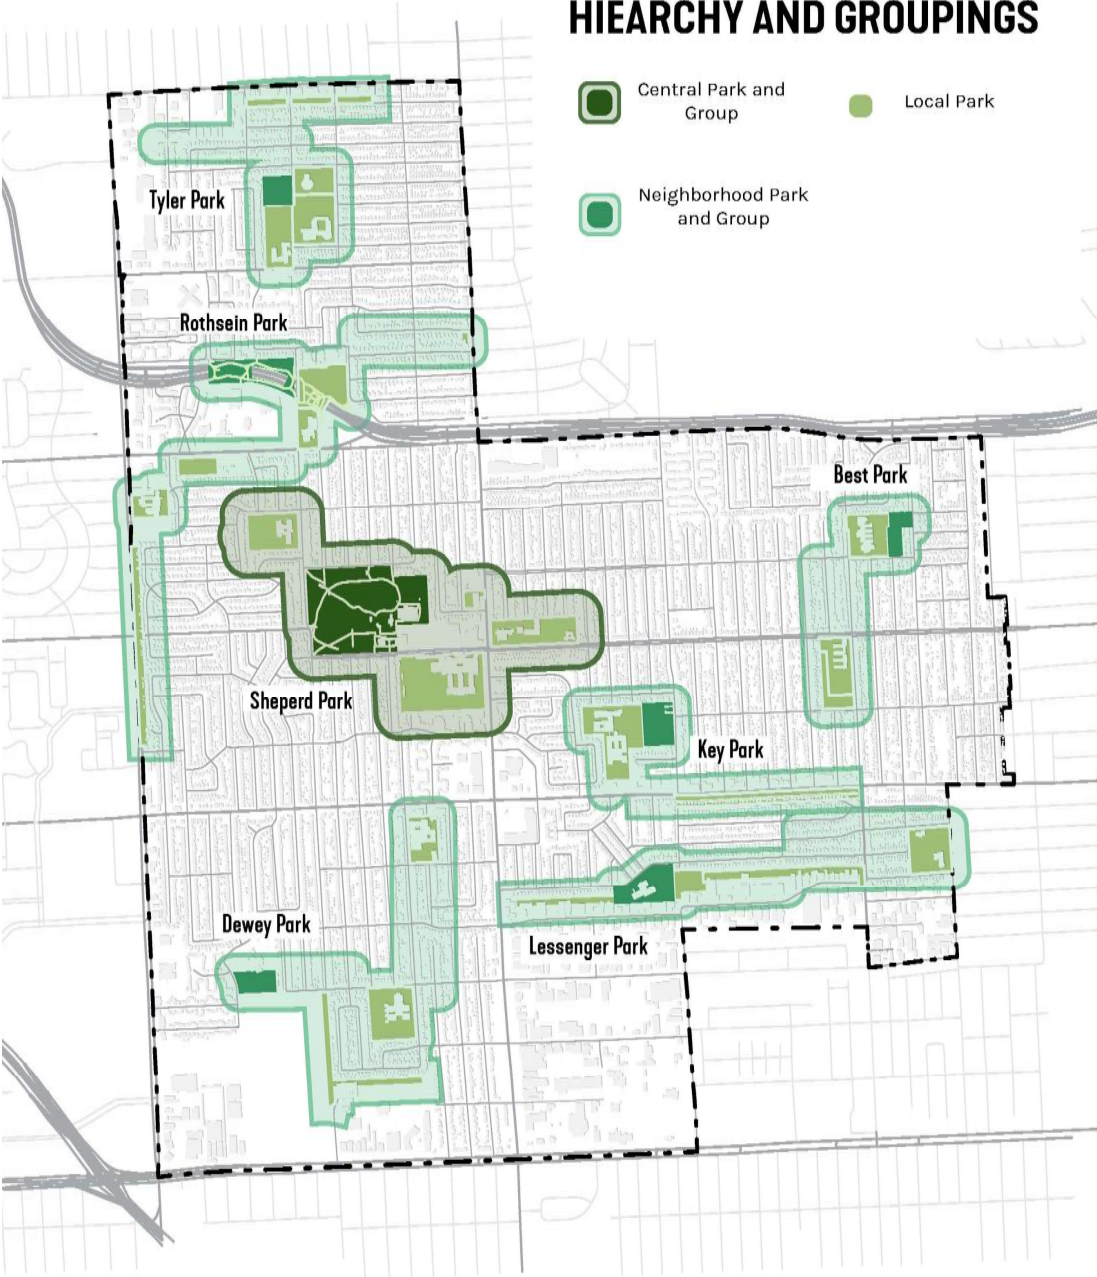 HIEARCHY AND GROUPINGS
Central Park and
Group
Local Park
Neighborhood Park
and Group
Tyler Park
Rothsein Park
Best Park
Sheperd Park
Key Park
Dewey Park
Lessenger Park